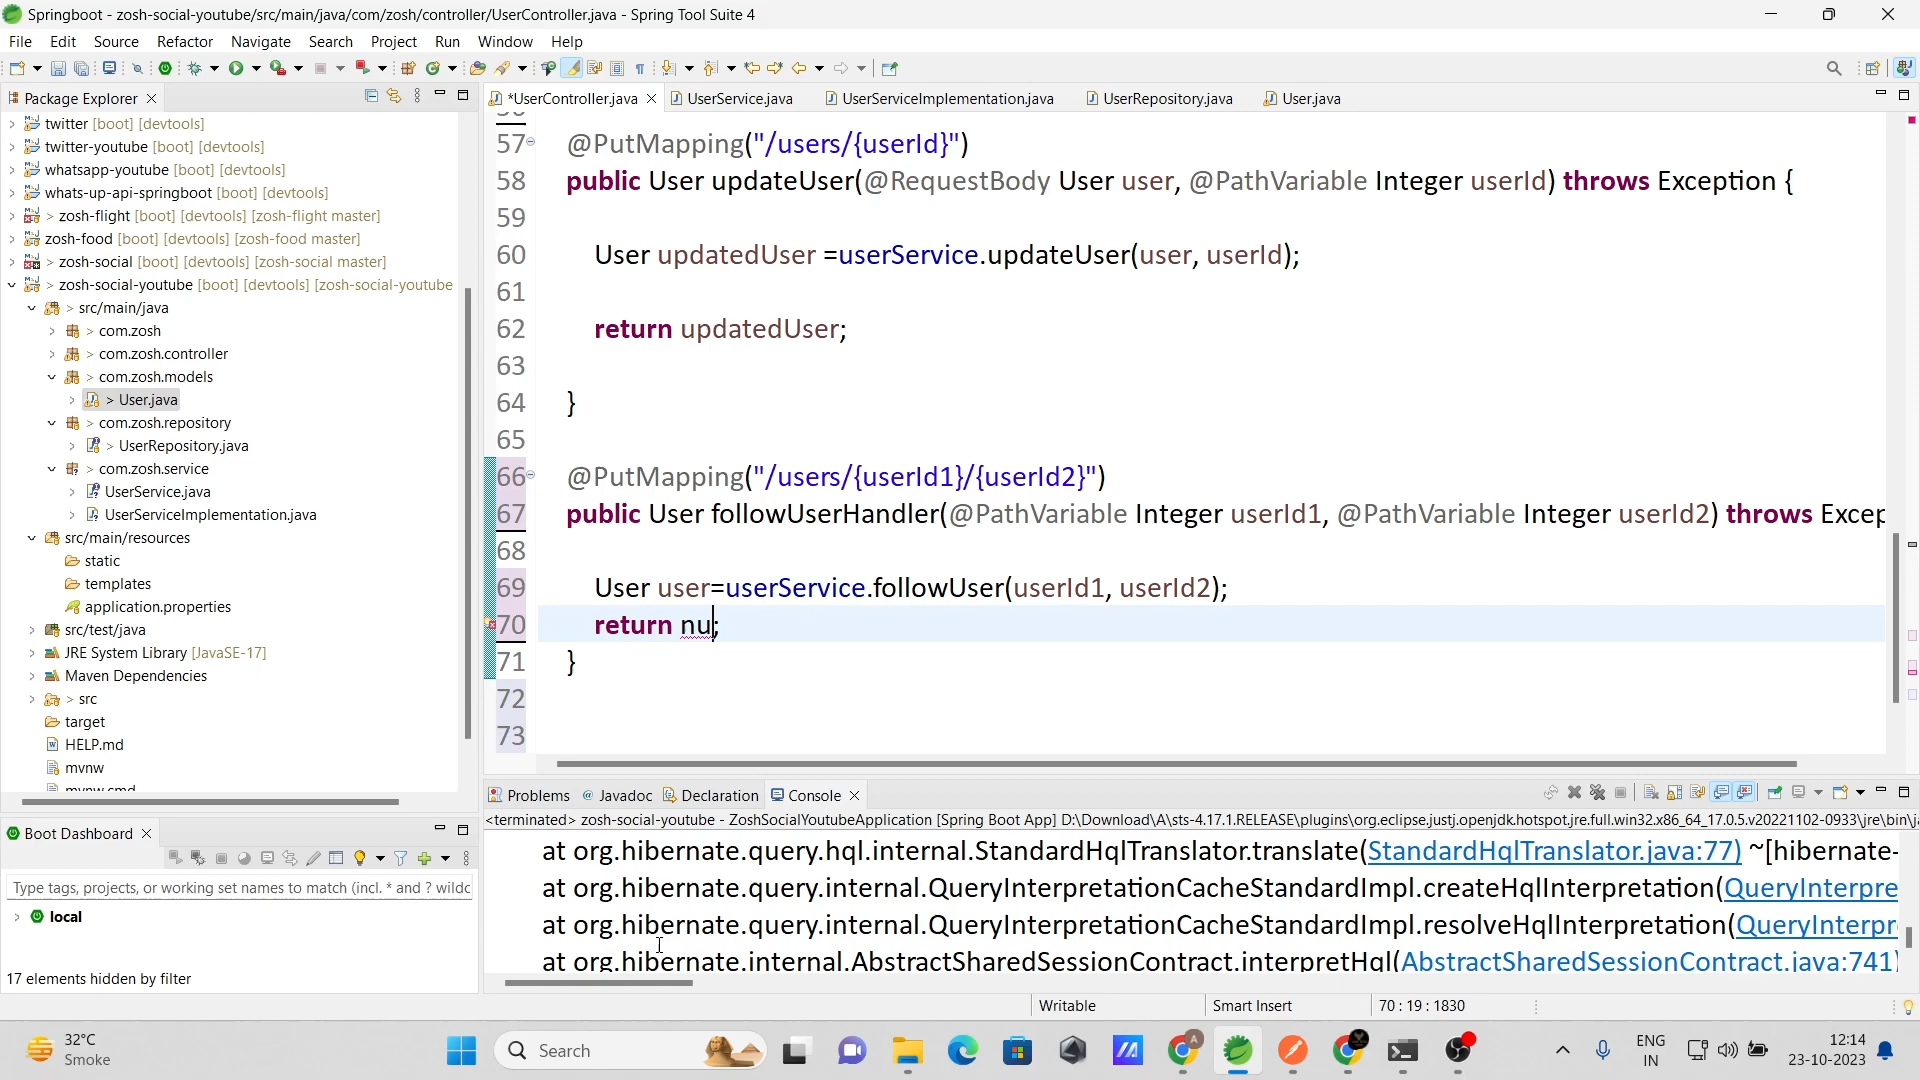 Springboot - zosh-social-youtube/src/main/java/com/zosh/controller/UserController.java - Spring Tool Suite 4
File Edit Source Refactor Navigate Search Project Run Window Help
Package Explorer
twitter [boot] [devtools]
twitter-youtube [boot] [devtools]
whatsapp-youtube [boot] [devtools]
whats-up-api-springboot [boot] [devtools]
> zosh-flight [boot] [devtools] [zosh-flight master]
zosh-food [boot] [devtools] [zosh-food master]
> zosh-social [boot] [devtools] [zosh-social master]
> zosh-social-youtube [boot] [devtools] [zosh-social-youtube
> src/main/java
> com.zosh
> com.zosh.controller
> com.zosh.models
> User.java
> com.zosh.repository
> UserRepository.java
> com.zosh.service
UserService.java
UserServiceImplementation.java
src/main/resources
static
templates
application.properties
src/test/java
JRE System Library [JavaSE-17]
Maven Dependencies
> src
target
HELP.md
mvnw
mvnw.cmd
*UserController.java UserService.java UserServiceImplementation.java UserRepository.java User.java
57 @PutMapping("/users/{userId}")
58 public User updateUser(@RequestBody User user, @PathVariable Integer userId) throws Exception {
59
60 User updatedUser =userService.updateUser(user, userId);
61
62 return updatedUser;
63
64 }
65
66 @PutMapping("/users/{userId1}/{userId2}")
67 public User followUserHandler(@PathVariable Integer userId1, @PathVariable Integer userId2) throws Excep
68
69 User user=userService.followUser(userId1, userId2);
70 return nu;
71 }
72
73
Problems @ Javadoc Declaration Console
<terminated> zosh-social-youtube - ZoshSocialYoutubeApplication [Spring Boot App] D:\Download\A\sts-4.17.1.RELEASE\plugins\org.eclipse.justj.openjdk.hotspot.jre.full.win32.x86_64_17.0.5.v20221102-0933\jre\bin\ja
at org.hibernate.query.hql.internal.StandardHqlTranslator.translate(StandardHqlTranslator.java:77) ~[hibernate-
at org.hibernate.query.internal.QueryInterpretationCacheStandardImpl.createHqlInterpretation(QueryInterpre
at org.hibernate.query.internal.QueryInterpretationCacheStandardImpl.resolveHqlInterpretation(QueryInterpr
at org.hibernate.internal.AbstractSharedSessionContract.interpretHql(AbstractSharedSessionContract.java:741)
Boot Dashboard
Type tags, projects, or working set names to match (incl. * and ? wildc
local
17 elements hidden by filter
Writable Smart Insert 70 : 19 : 1830
32°C
Smoke
Search
ENG
IN
12:14
23-10-2023